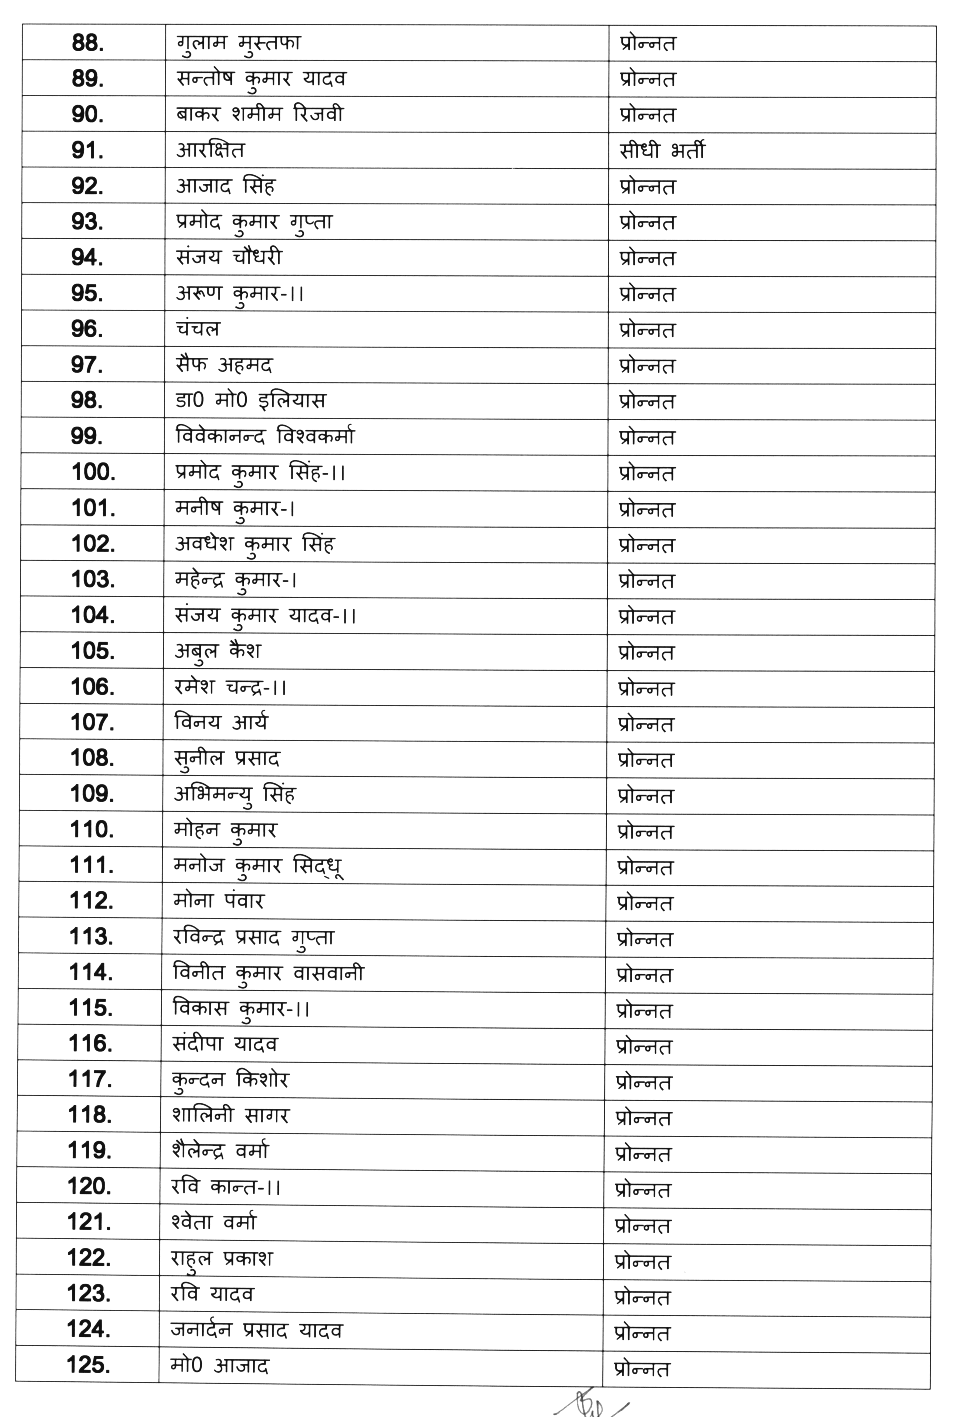 88. गुलाम मुस्तफा प्रोन्नत
89. सन्तोष कुमार यादव प्रोन्नत
90. बाकर शमीम रिजवी प्रोन्नत
91. आरक्षित सीधी भर्ती
92. आजाद सिंह प्रोन्नत
93. प्रमोद कुमार गुप्ता प्रोन्नत
94. संजय चौधरी प्रोन्नत
95. अरूण कुमार-।। प्रोन्नत
96. चंचल प्रोन्नत
97. सैफ अहमद प्रोन्नत
98. डा0 मो0 इलियास प्रोन्नत
99. विवेकानन्द विश्वकर्मा प्रोन्नत
100. प्रमोद कुमार सिंह-।। प्रोन्नत
101. मनीष कुमार-। प्रोन्नत
102. अवधेश कुमार सिंह प्रोन्नत
103. महेन्द्र कुमार-। प्रोन्नत
104. संजय कुमार यादव-।। प्रोन्नत
105. अबुल कैश प्रोन्नत
106. रमेश चन्द्र-।। प्रोन्नत
107. विनय आर्य प्रोन्नत
108. सुनील प्रसाद प्रोन्नत
109. अभिमन्यु सिंह प्रोन्नत
110. मोहन कुमार प्रोन्नत
111. मनोज कुमार सिद्धू प्रोन्नत
112. मोना पंवार प्रोन्नत
113. रविन्द्र प्रसाद गुप्ता प्रोन्नत
114. विनीत कुमार वासवानी प्रोन्नत
115. विकास कुमार-।। प्रोन्नत
116. संदीपा यादव प्रोन्नत
117. कुन्दन किशोर प्रोन्नत
118. शालिनी सागर प्रोन्नत
119. शैलेन्द्र वर्मा प्रोन्नत
120. रवि कान्त-।। प्रोन्नत
121. श्वेता वर्मा प्रोन्नत
122. राहुल प्रकाश प्रोन्नत
123. रवि यादव प्रोन्नत
124. जनार्दन प्रसाद यादव प्रोन्नत
125. मो0 आजाद प्रोन्नत